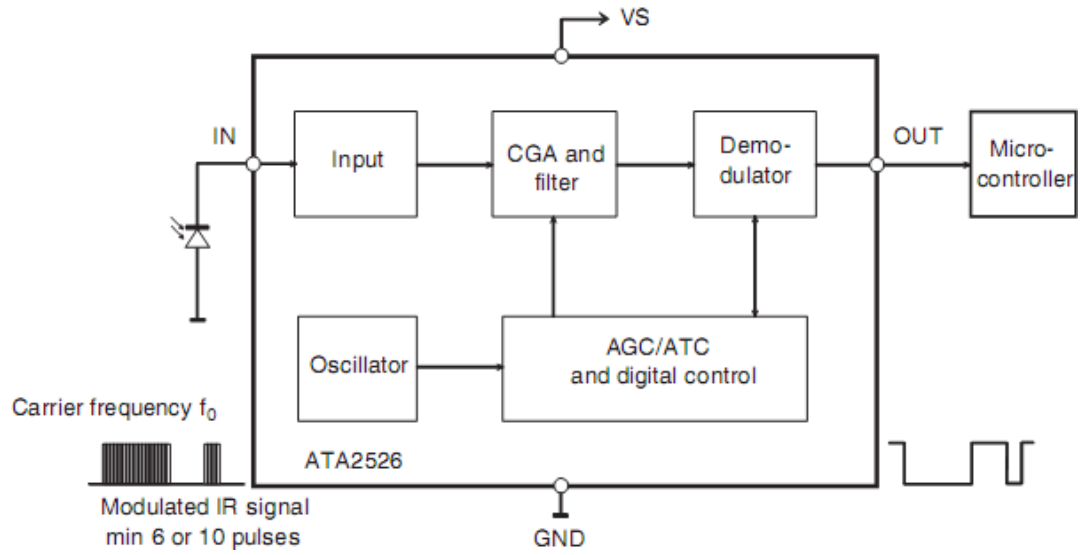 VS
IN
Input
CGA and
filter
Demo-
dulator
OUT
Micro-
controller
Oscillator
AGC/ATC
and digital control
Carrier frequency f₀
ATA2526
Modulated IR signal
min 6 or 10 pulses
GND